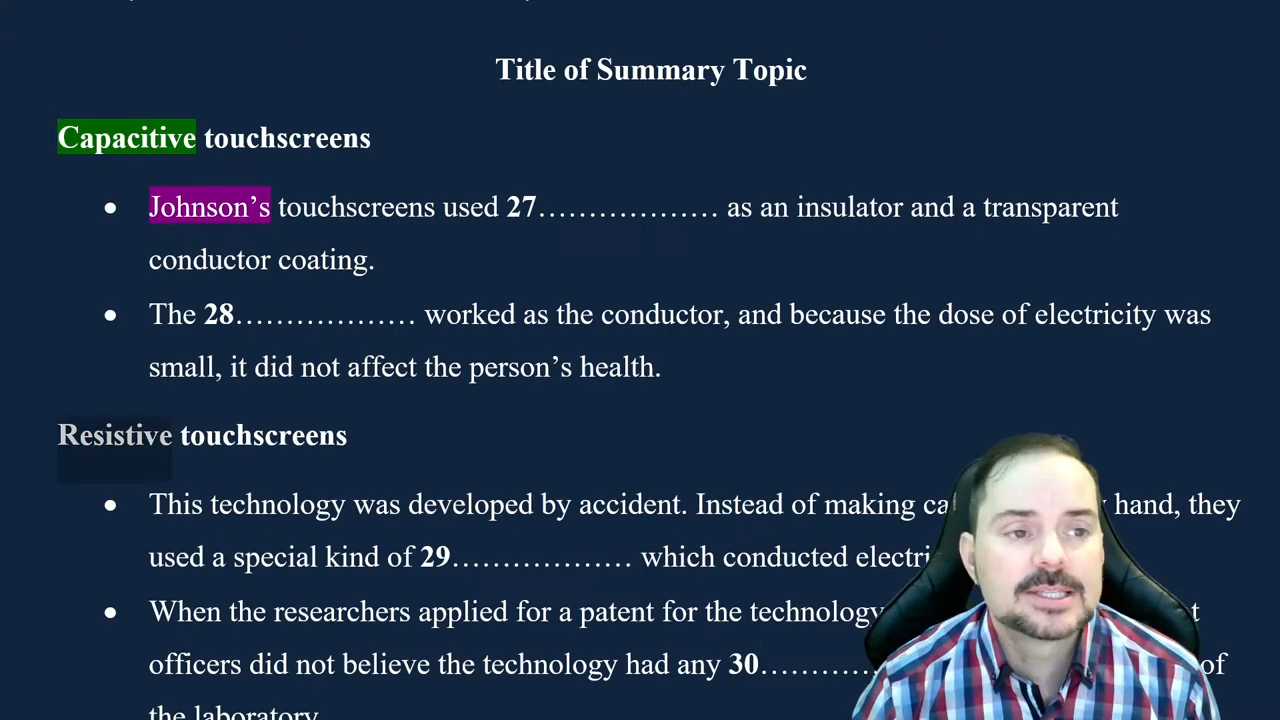 Title of Summary Topic
Capacitive touchscreens
• Johnson’s touchscreens used 27……………… as an insulator and a transparent
conductor coating.
• The 28……………… worked as the conductor, and because the dose of electricity was
small, it did not affect the person’s health.
Resistive touchscreens
• This technology was developed by accident. Instead of making hand, they
used a special kind of 29……………… which conducted
• When the researchers applied for a patent for the technology
officers did not believe the technology had any 30………… of
the laboratory